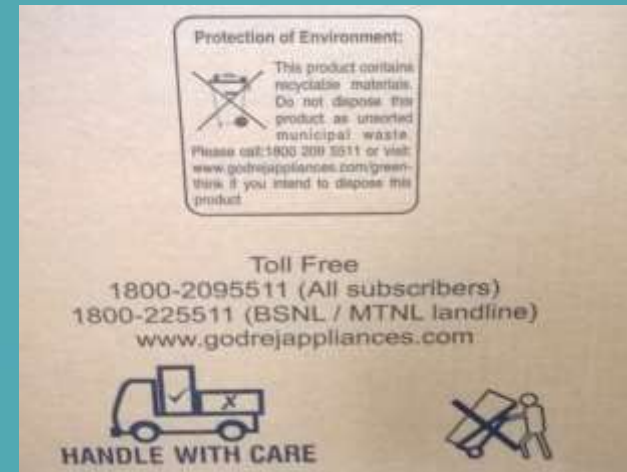 Protection of Environment:
This product contains
recyclable materials.
Do not dispose this
product as unsorted
municipal waste.
Please call:1800 209 5511 or visit:
www.godrejappliances.com/green-
think if you intend to dispose this
product
Toll Free
1800-2095511 (All subscribers)
1800-225511 (BSNL / MTNL landline)
www.godrejappliances.com
HANDLE WITH CARE